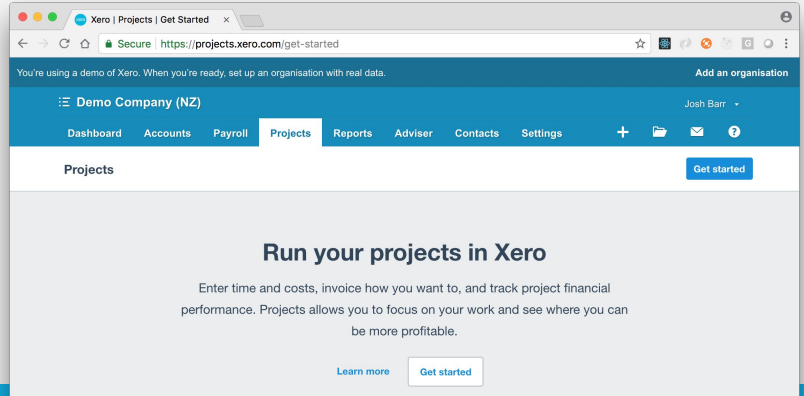 Xero | Projects | Get Started
Secure https://projects.xero.com/get-started
You're using a demo of Xero. When you're ready, set up an organisation with real data. Add an organisation
Demo Company (NZ) Josh Barr
Dashboard Accounts Payroll Projects Reports Adviser Contacts Settings
Projects Get started
Run your projects in Xero
Enter time and costs, invoice how you want to, and track project financial
performance. Projects allows you to focus on your work and see where you can
be more profitable.
Learn more Get started